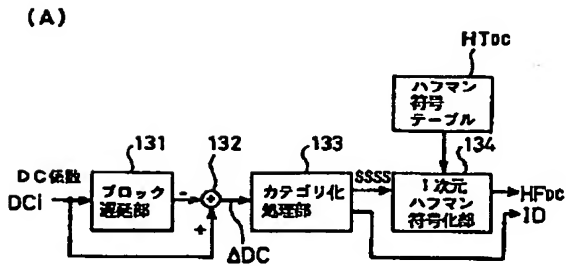 (A)
HTDC
ハフマン
符号
テーブル
131
132
133
134
DC係数
DCi
ブロック
遅延部
-
+
ΔDC
カテゴリ化
処理部
SSSS
1次元
ハフマン
符号化部
HFDC
ID